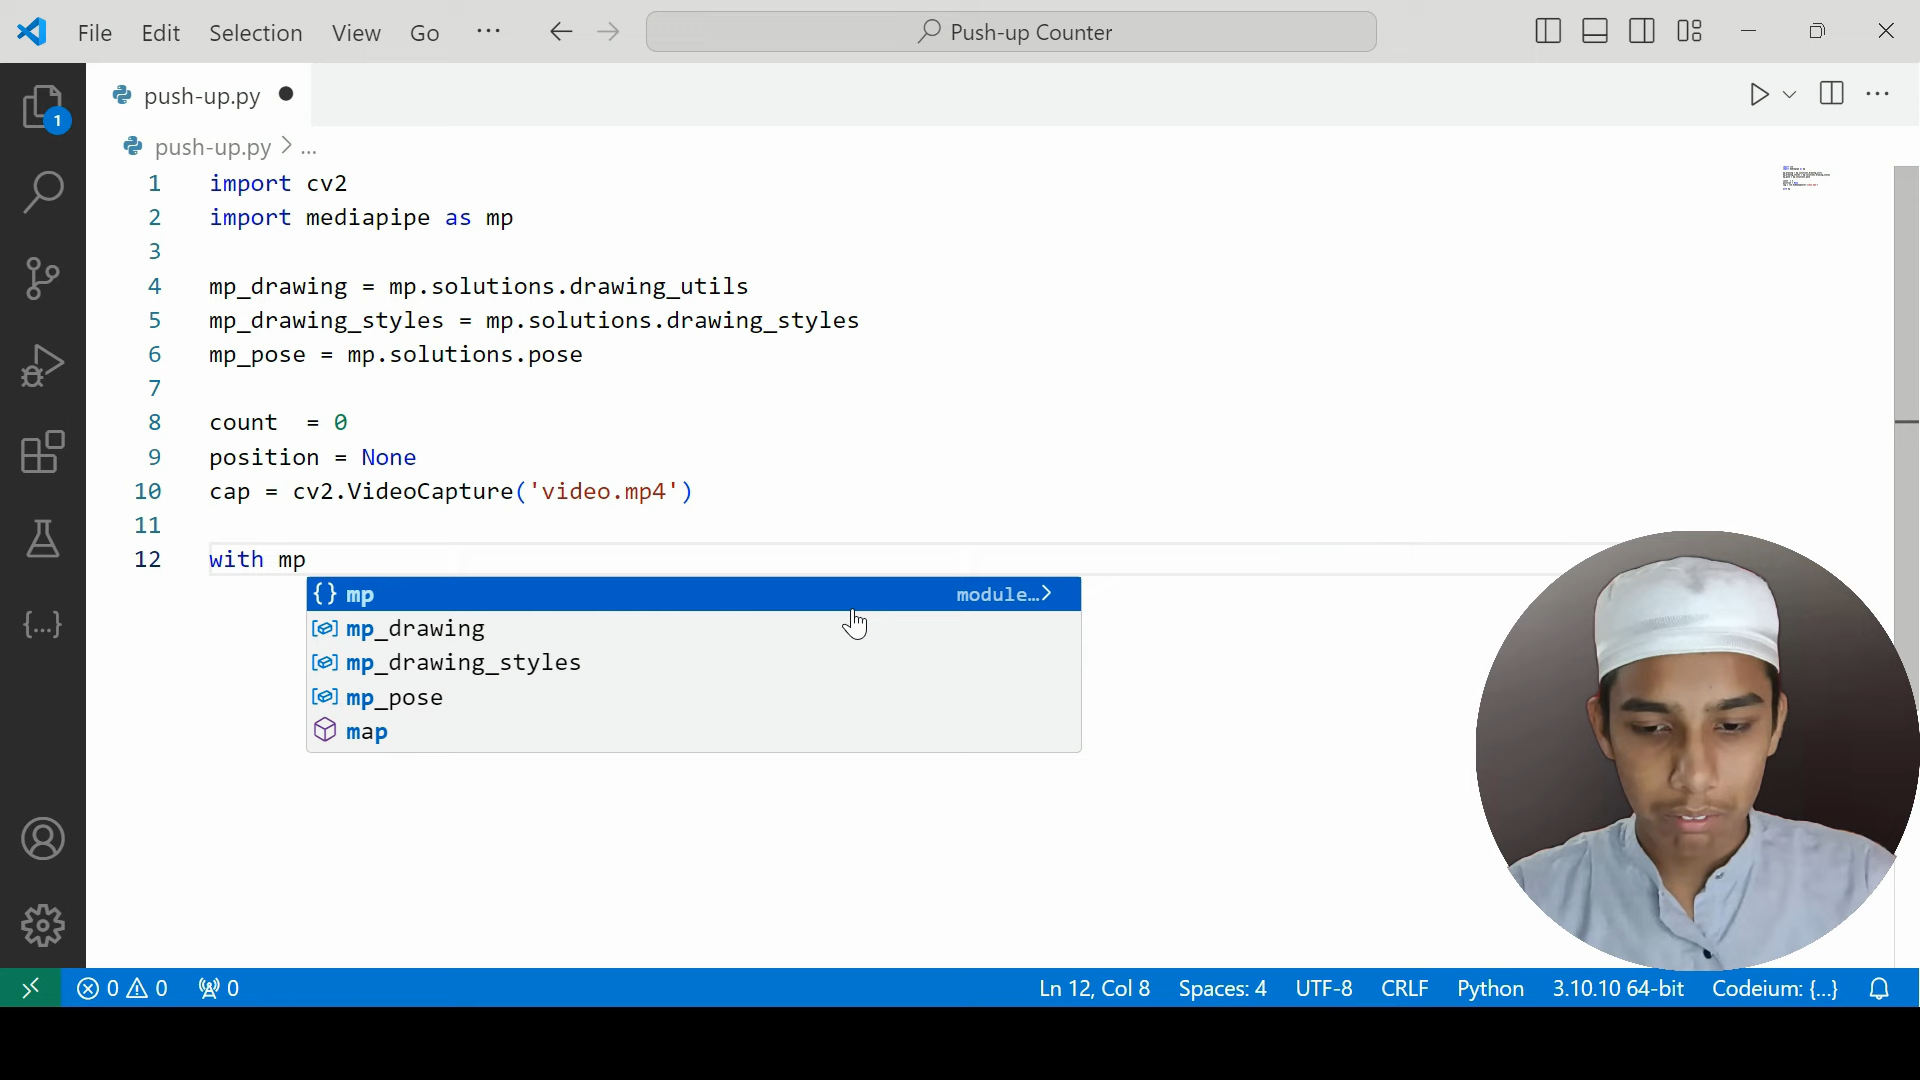 File Edit Selection View Go ··· Push-up Counter
push-up.py
1
push-up.py > ...
1 import cv2
2 import mediapipe as mp
3
4 mp_drawing = mp.solutions.drawing_utils
5 mp_drawing_styles = mp.solutions.drawing_styles
6 mp_pose = mp.solutions.pose
7
8 count  = 0
9 position = None
10 cap = cv2.VideoCapture('video.mp4')
11
12 with mp
{} mp module...>
mp_drawing
mp_drawing_styles
mp_pose
map
{...}
0 0 0 Ln 12, Col 8 Spaces: 4 UTF-8 CRLF Python 3.10.10 64-bit Codeium: {...}